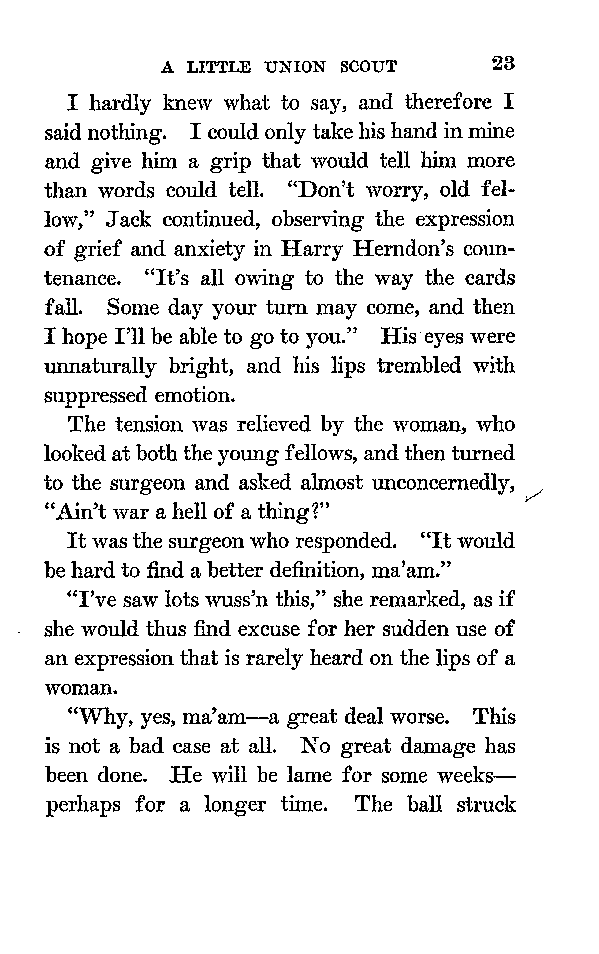 A LITTLE UNION SCOUT 23
I hardly knew what to say, and therefore I
said nothing. I could only take his hand in mine
and give him a grip that would tell him more
than words could tell. “Don’t worry, old fel-
low,” Jack continued, observing the expression
of grief and anxiety in Harry Herndon’s coun-
tenance. “It’s all owing to the way the cards
fall. Some day your turn may come, and then
I hope I’ll be able to go to you.” His eyes were
unnaturally bright, and his lips trembled with
suppressed emotion.
The tension was relieved by the woman, who
looked at both the young fellows, and then turned
to the surgeon and asked almost unconcernedly,
“Ain’t war a hell of a thing?”
It was the surgeon who responded. “It would
be hard to find a better definition, ma’am.”
“I’ve saw lots wuss’n this,” she remarked, as if
she would thus find excuse for her sudden use of
an expression that is rarely heard on the lips of a
woman.
“Why, yes, ma’am—a great deal worse. This
is not a bad case at all. No great damage has
been done. He will be lame for some weeks—
perhaps for a longer time. The ball struck